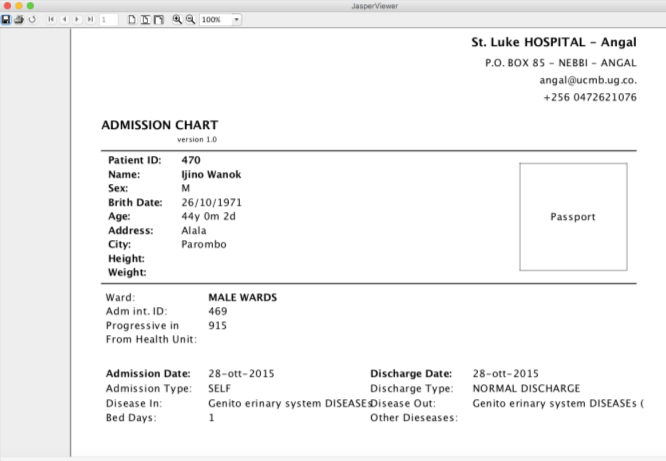 JasperViewer
1
100%
St. Luke HOSPITAL - Angal
P.O. BOX 85 - NEBBI - ANGAL
angal@ucmb.ug.co.
+256 0472621076
ADMISSION CHART
version 1.0
Patient ID: 470
Name: Ijino Wanok
Sex: M
Brith Date: 26/10/1971
Age: 44y 0m 2d
Address: Alala
City: Parombo
Height:
Weight:
Passport
Ward: MALE WARDS
Adm int. ID: 469
Progressive in 915
From Health Unit:
Admission Date: 28-ott-2015 Discharge Date: 28-ott-2015
Admission Type: SELF Discharge Type: NORMAL DISCHARGE
Disease In: Genito erinary system DISEASEs Disease Out: Genito erinary system DISEASEs (
Bed Days: 1 Other Dieseases: